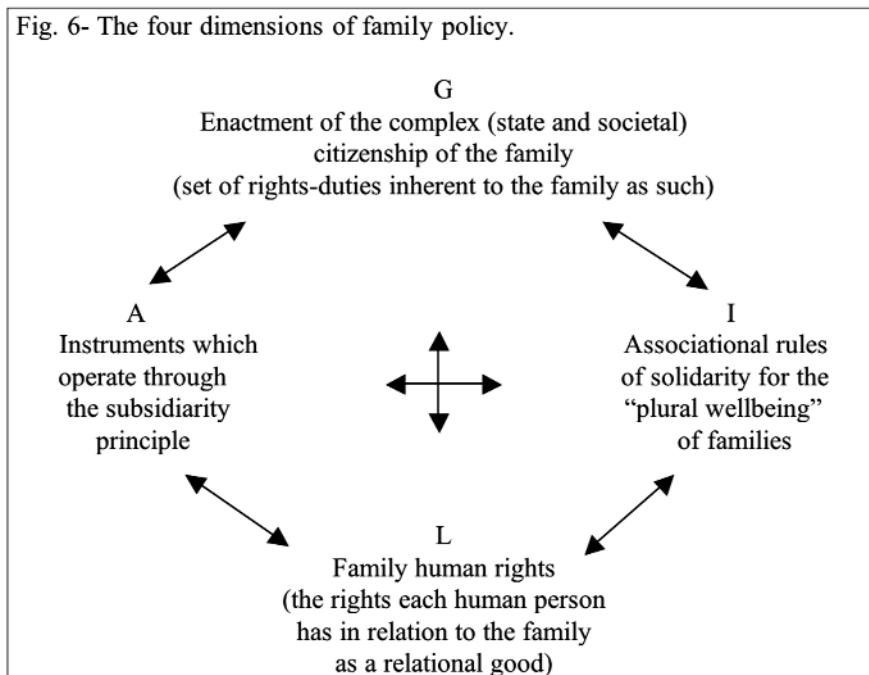 Fig. 6- The four dimensions of family policy.
G
Enactment of the complex (state and societal)
citizenship of the family
(set of rights-duties inherent to the family as such)
A
Instruments which
operate through
the subsidiarity
principle
I
Associational rules
of solidarity for the
“plural wellbeing”
of families
L
Family human rights
(the rights each human person
has in relation to the family
as a relational good)